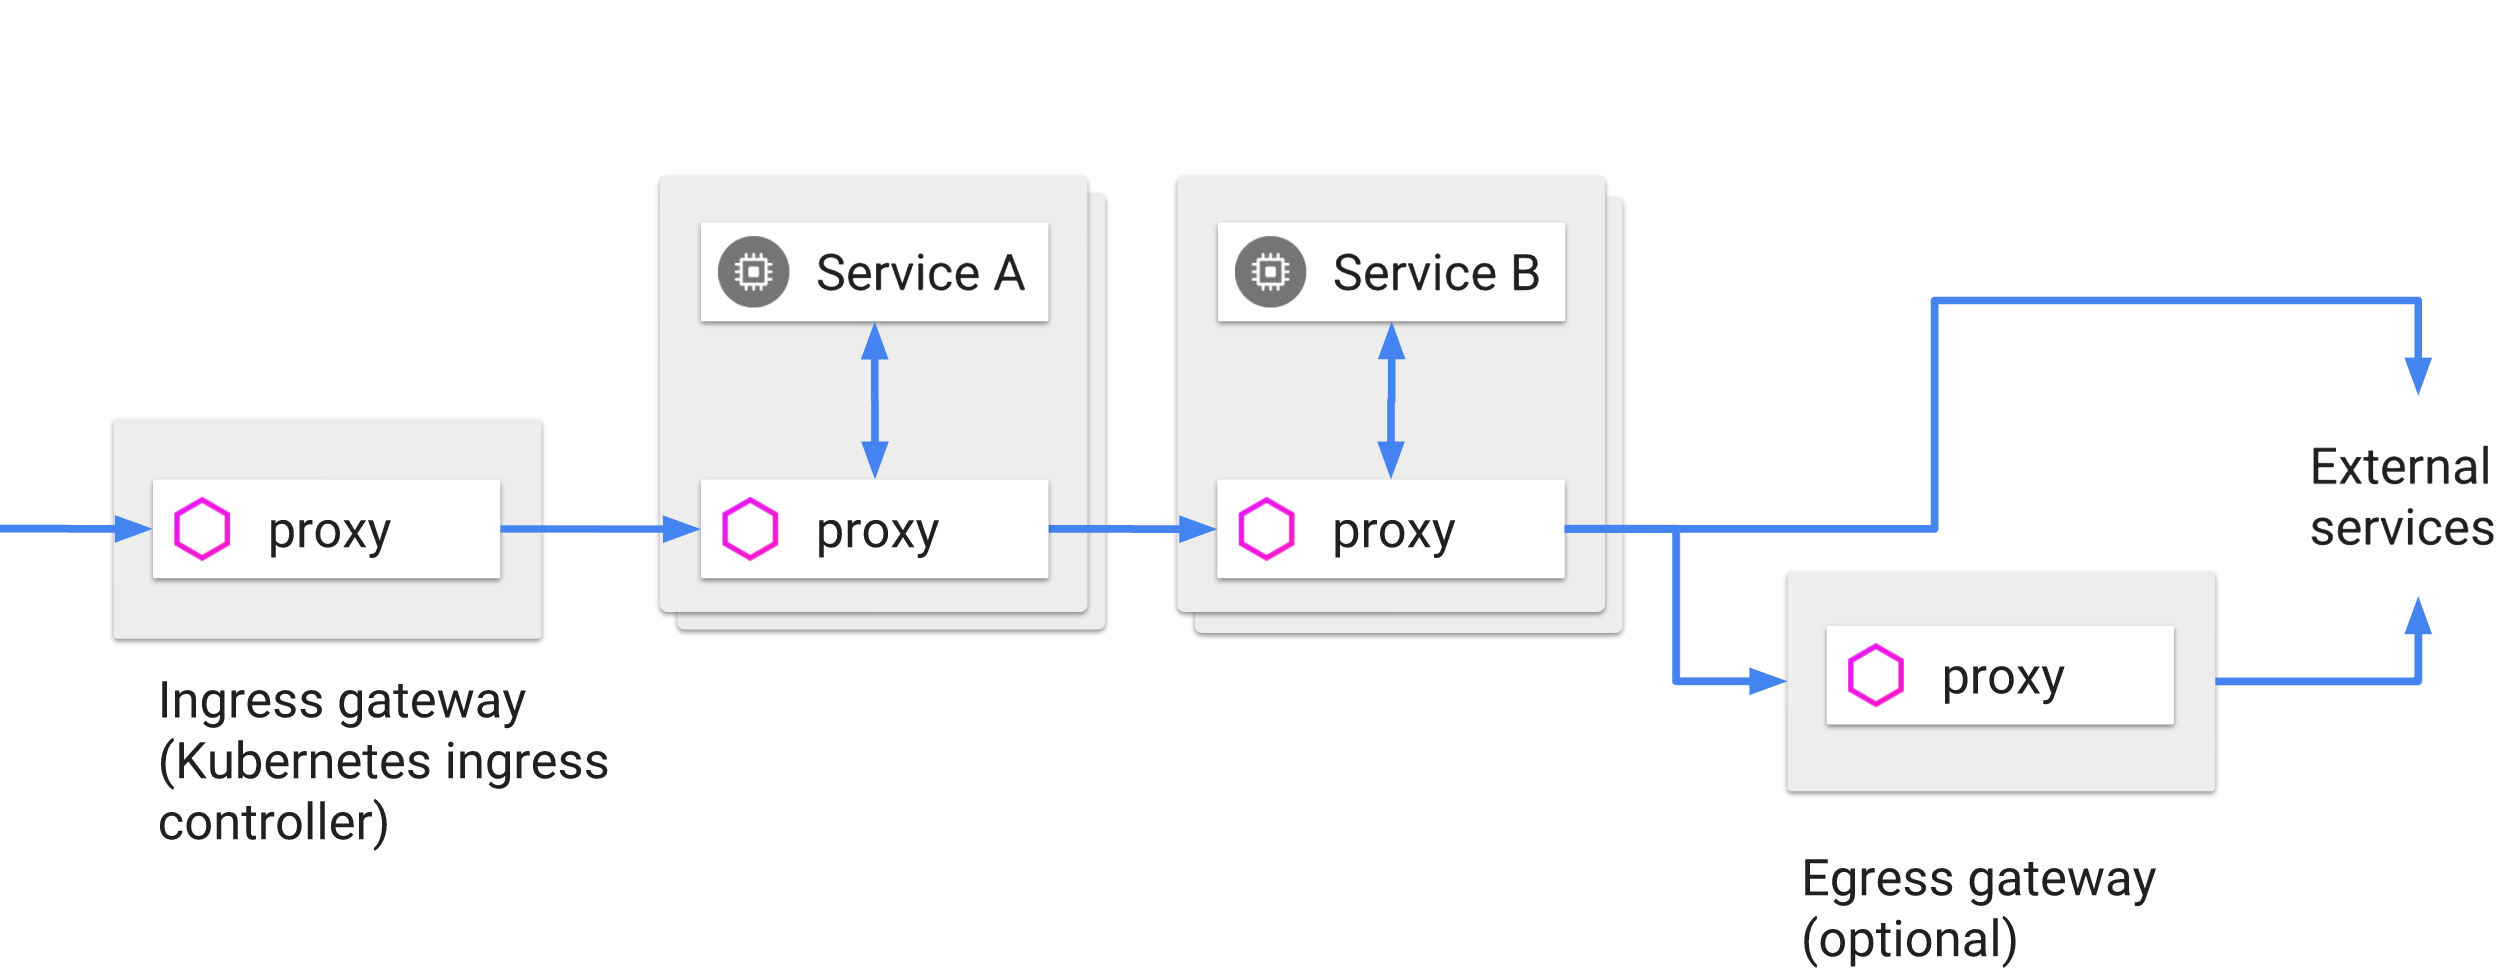 Service A
Service B
proxy
proxy
proxy
External
services
proxy
Ingress gateway
(Kubernetes ingress
controller)
Egress gateway
(optional)